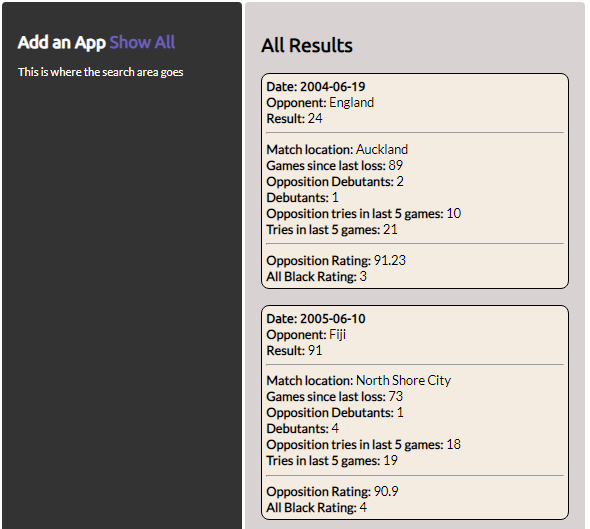 Add an App Show All
This is where the search area goes
All Results
Date: 2004-06-19
Opponent: England
Result: 24
Match location: Auckland
Games since last loss: 89
Opposition Debutants: 2
Debutants: 1
Opposition tries in last 5 games: 10
Tries in last 5 games: 21
Opposition Rating: 91.23
All Black Rating: 3
Date: 2005-06-10
Opponent: Fiji
Result: 91
Match location: North Shore City
Games since last loss: 73
Opposition Debutants: 1
Debutants: 4
Opposition tries in last 5 games: 18
Tries in last 5 games: 19
Opposition Rating: 90.9
All Black Rating: 4